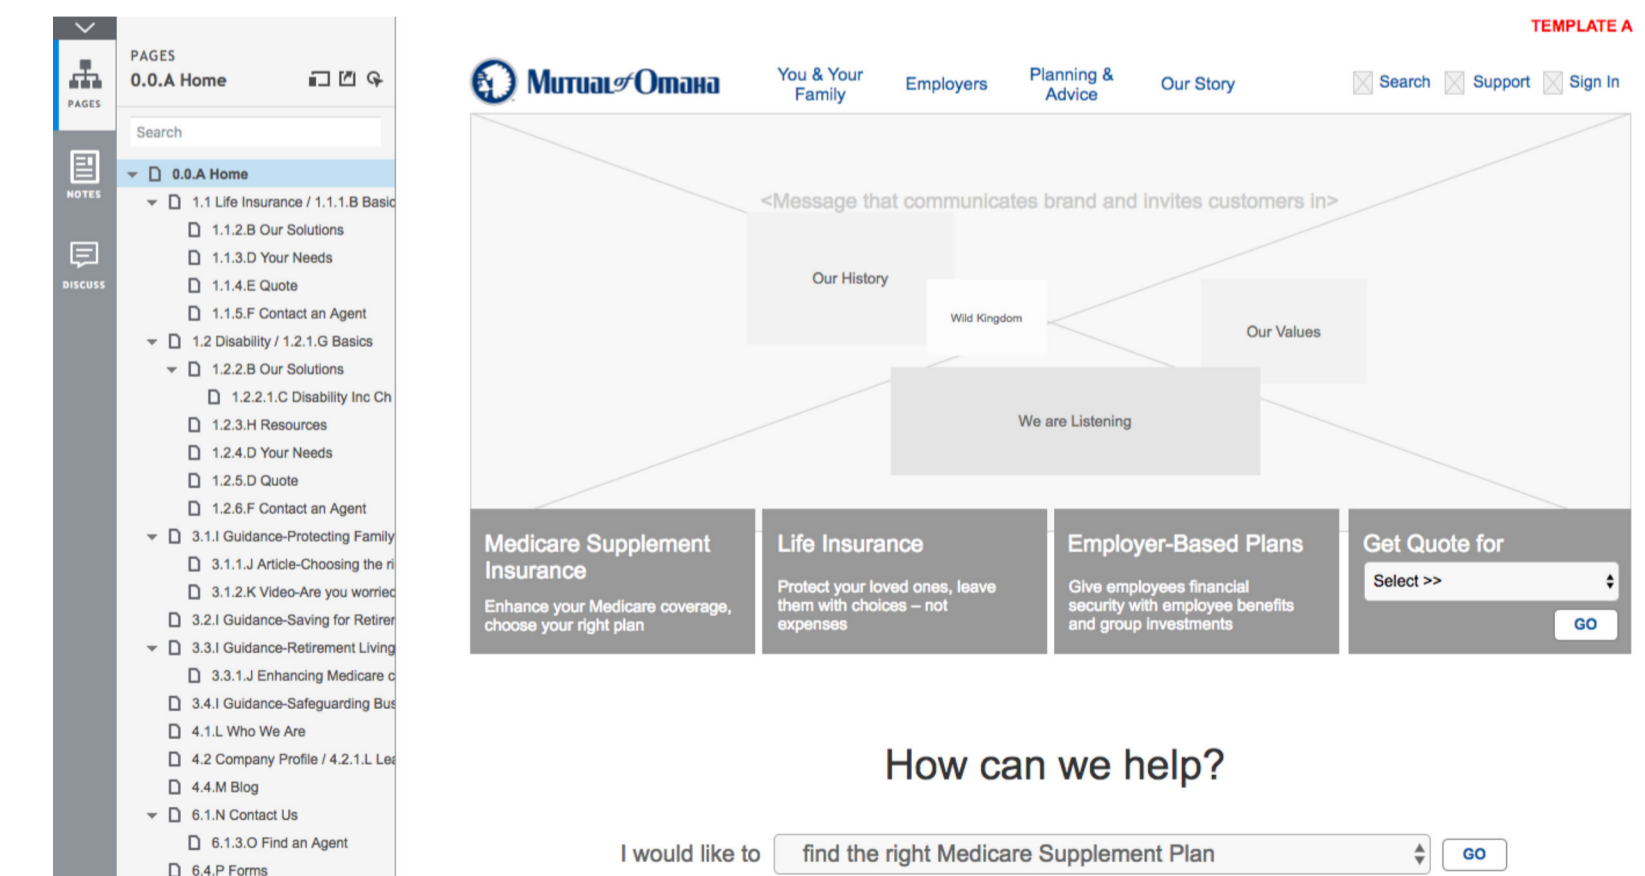 TEMPLATE A
PAGES
0.0.A Home
Search
PAGES
NOTES
DISCUSS
0.0.A Home
1.1 Life Insurance / 1.1.1.B Basic
1.1.2.B Our Solutions
1.1.3.D Your Needs
1.1.4.E Quote
1.1.5.F Contact an Agent
1.2 Disability / 1.2.1.G Basics
1.2.2.B Our Solutions
1.2.2.1.C Disability Inc Ch
1.2.3.H Resources
1.2.4.D Your Needs
1.2.5.D Quote
1.2.6.F Contact an Agent
3.1.I Guidance-Protecting Family
3.1.1.J Article-Choosing the ri
3.1.2.K Video-Are you worried
3.2.I Guidance-Saving for Retirer
3.3.I Guidance-Retirement Living
3.3.1.J Enhancing Medicare c
3.4.I Guidance-Safeguarding Bus
4.1.L Who We Are
4.2 Company Profile / 4.2.1.L Lea
4.4.M Blog
6.1.N Contact Us
6.1.3.O Find an Agent
6.4.P Forms
Mutual of Omaha
You & Your
Family
Employers
Planning &
Advice
Our Story
Search
Support
Sign In
<Message that communicates brand and invites customers in>
Our History
Wild Kingdom
Our Values
We are Listening
Medicare Supplement
Insurance
Enhance your Medicare coverage,
choose your right plan
Life Insurance
Protect your loved ones, leave
them with choices – not
expenses
Employer-Based Plans
Give employees financial
security with employee benefits
and group investments
Get Quote for
Select >>
GO
How can we help?
I would like to find the right Medicare Supplement Plan GO